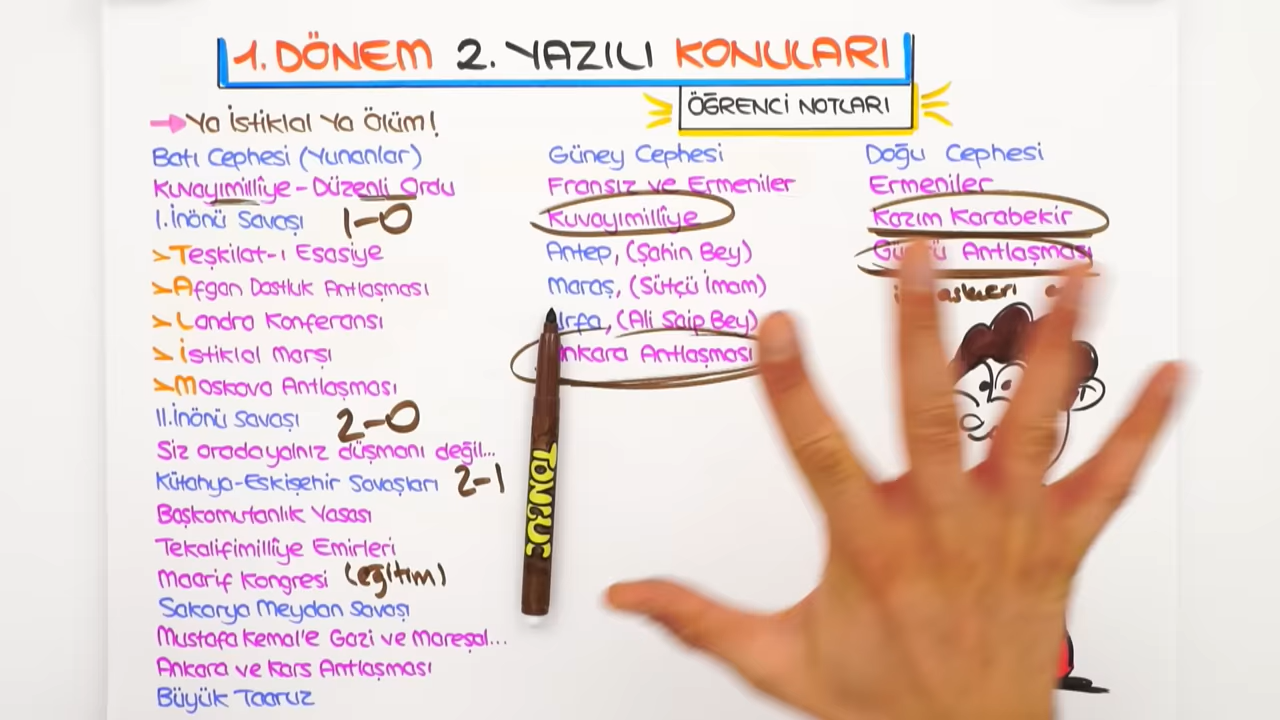 1. DÖNEM 2. YAZILI KONULARI
ÖĞRENCİ NOTLARI
Ya İstiklal Ya Ölüm!
Batı Cephesi (Yunanlar)
Kuvayımilliye-Düzenli Ordu
I.İnönü Savaşı 1-0
Teşkilat-ı Esasiye
Afgan Dostluk Antlaşması
Londra Konferansı
İstiklal Marşı
Moskova Antlaşması
II.İnönü Savaşı 2-0
Siz orada yalnız düşmanı değil...
Kütahya-Eskişehir Savaşları 2-1
Başkomutanlık Yasası
Tekalifimilliye Emirleri
Maarif Kongresi (eğitim)
Sakarya Meydan Savaşı
Mustafa Kemal'e Gazi ve Mareşal...
Ankara ve Kars Antlaşması
Büyük Taaruz
Güney Cephesi
Fransız ve Ermeniler
Kuvayımilliye
Antep, (Şahin Bey)
Maraş, (Sütçü İmam)
Urfa, (Ali Saip Bey)
Ankara Antlaşması
TOMBUL
Doğu Cephesi
Ermeniler
Kazım Karabekir
Antlaşması